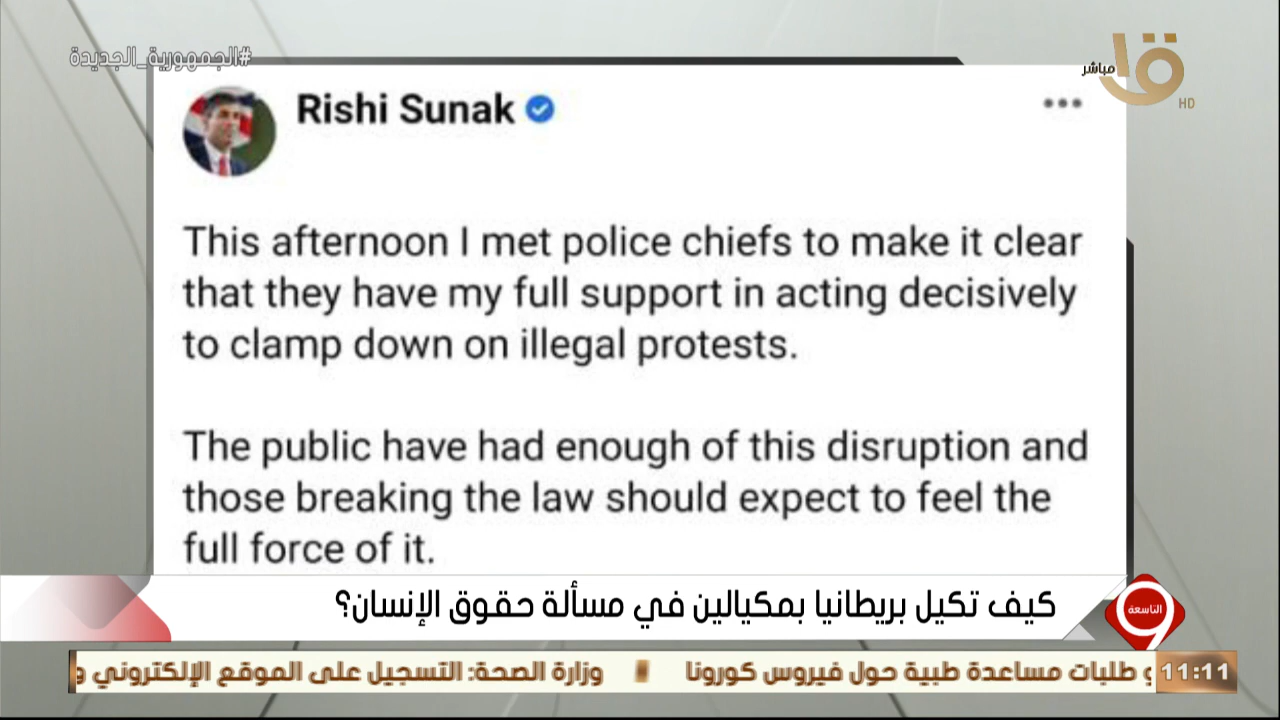 #الجمهورية_الجديدة
مباشر
HD
Rishi Sunak
This afternoon I met police chiefs to make it clear
that they have my full support in acting decisively
to clamp down on illegal protests.
The public have had enough of this disruption and
those breaking the law should expect to feel the
full force of it.
كيف تكيل بريطانيا بمكيالين في مسألة حقوق الإنسان؟
التاسعة
9
و طلبات مساعدة طبية حول فيروس كورونا وزارة الصحة: التسجيل على الموقع الإلكتروني و
11:11